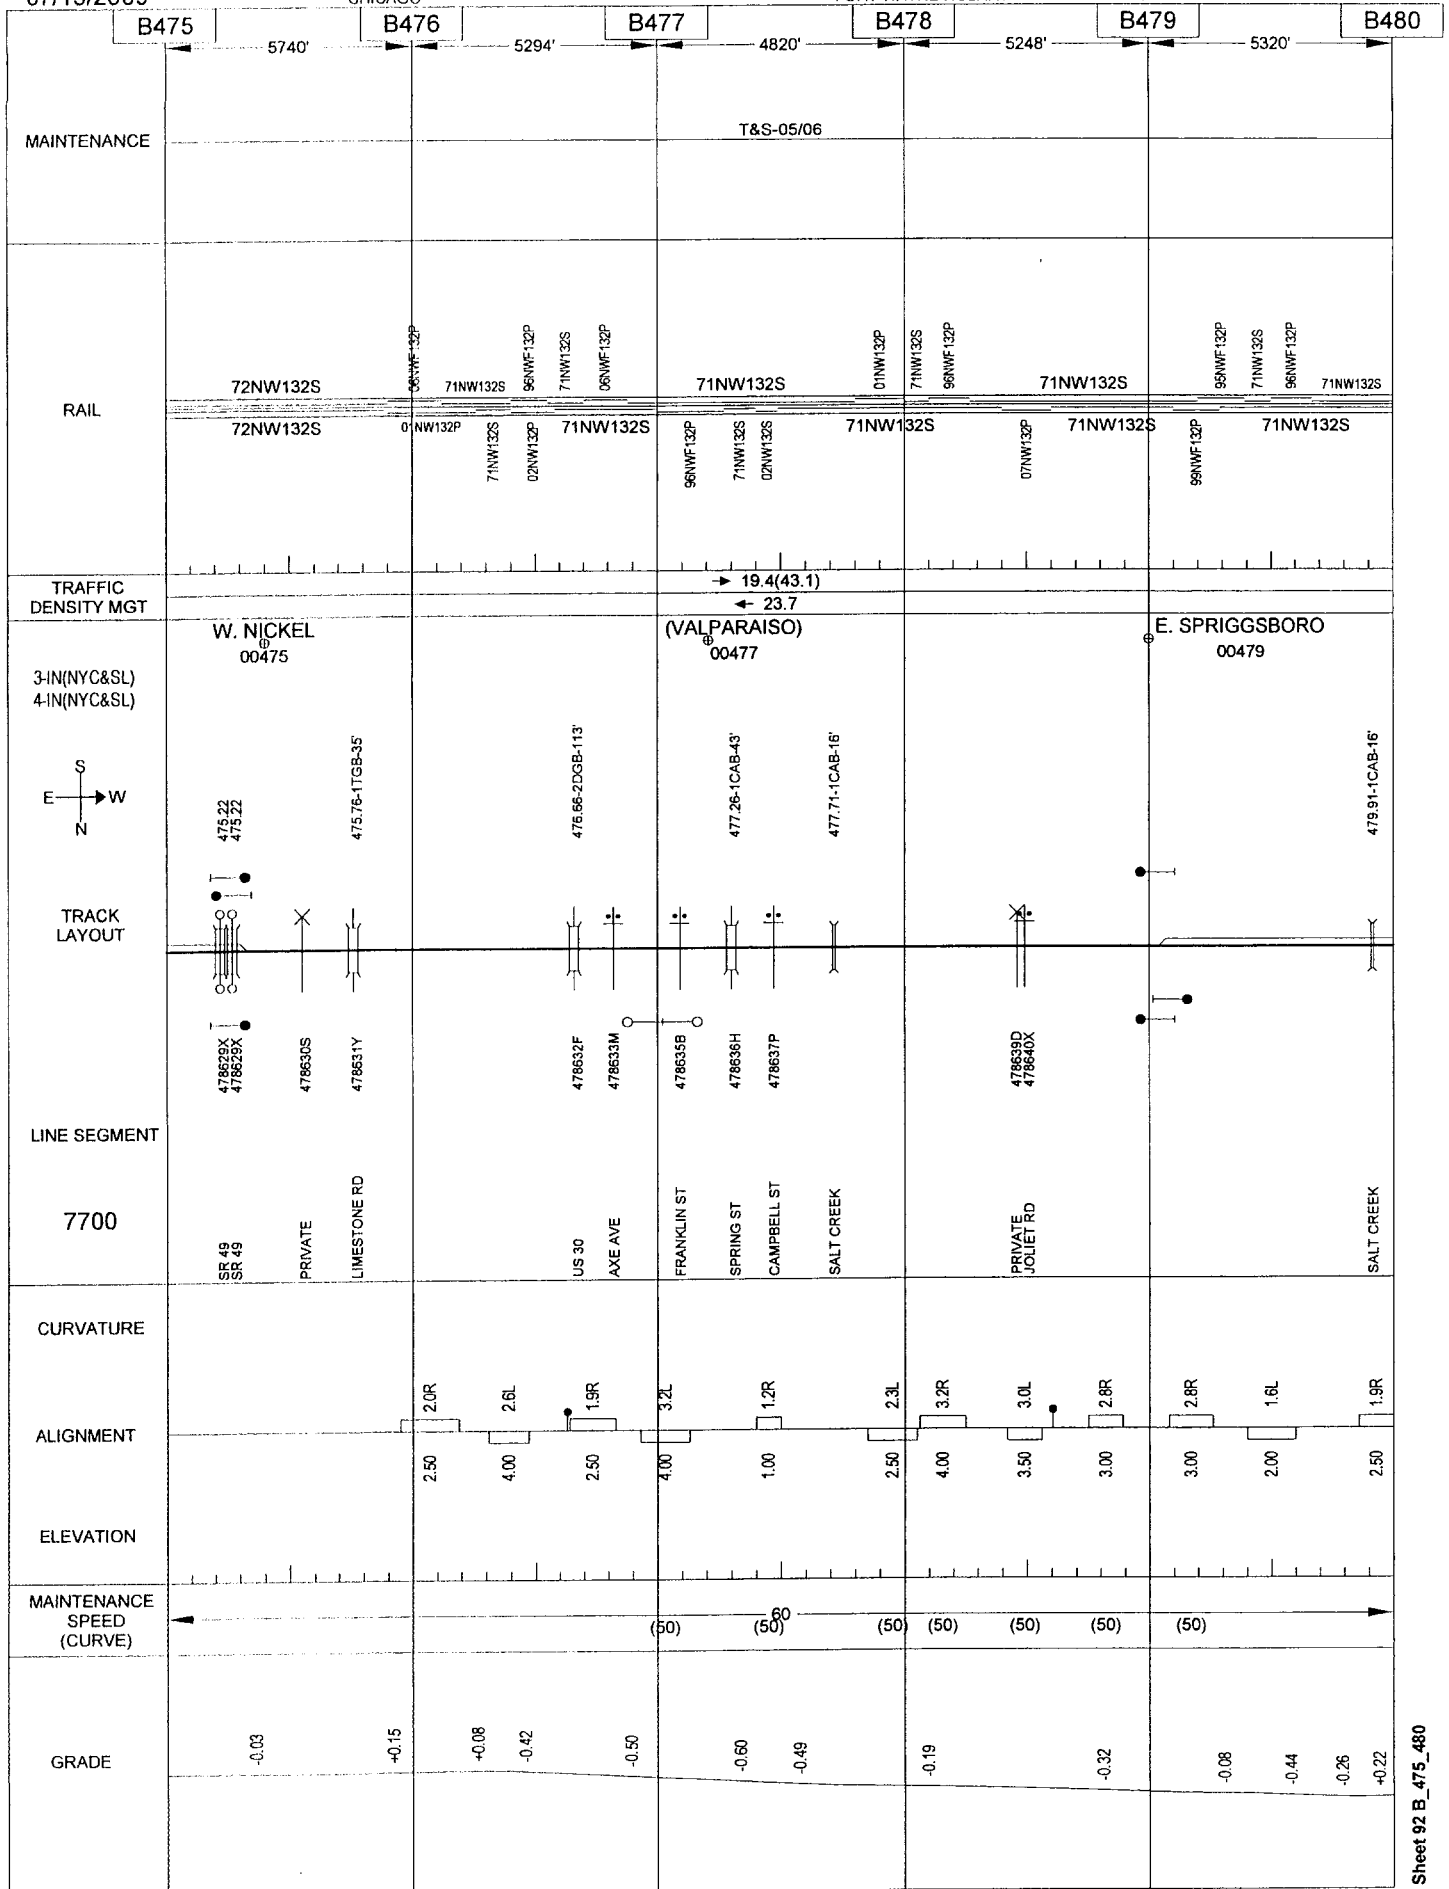 07/15/2009
CHICAGO
B475 B476 B477 B478 B479 B480
5740' 5294' 4820' 5248' 5320'
MAINTENANCE
T&S-05/06
06NWF132P 96NWF132P 71NW132S 06NWF132P 01NW132P 71NW132S 96NWF132P 95NWF132P 71NW132S 96NWF132P
72NW132S 71NW132S 71NW132S 71NW132S 71NW132S
RAIL
72NW132S 01NW132P 71NW132S 71NW132S 71NW132S 71NW132S
71NW132S 02NW132P 96NWF132P 71NW132S 02NW132S 07NW132P 99NWF132P
TRAFFIC
DENSITY MGT
19.4(43.1)
23.7
W. NICKEL (VALPARAISO) E. SPRIGGSBORO
00475 00477 00479
3-IN(NYC&SL)
4-IN(NYC&SL)
S
E W
N
475.22 475.22 475.76-1TGB-35' 476.66-2DGB-113' 477.26-1CAB-43' 477.71-1CAB-16' 479.91-1CAB-16'
TRACK
LAYOUT
478629X 478629X 478630S 478631Y 478632F 478633M 478635B 478636H 478637P 478639D 478640X
LINE SEGMENT
7700
SR 49 SR 49 PRIVATE LIMESTONE RD US 30 AXE AVE FRANKLIN ST SPRING ST CAMPBELL ST SALT CREEK PRIVATE JOLIET RD SALT CREEK
CURVATURE
2.0R 2.6L 1.9R 3.2L 1.2R 2.3L 3.2R 3.0L 2.8R 2.8R 1.6L 1.9R
ALIGNMENT
2.50 4.00 2.50 4.00 1.00 2.50 4.00 3.50 3.00 3.00 2.00 2.50
ELEVATION
MAINTENANCE
SPEED
(CURVE)
60
(50) (50) (50) (50) (50) (50) (50)
GRADE
-0.03 +0.15 +0.08 -0.42 -0.50 -0.60 -0.49 -0.19 -0.32 -0.08 -0.44 -0.26 +0.22
Sheet 92 B_475_480